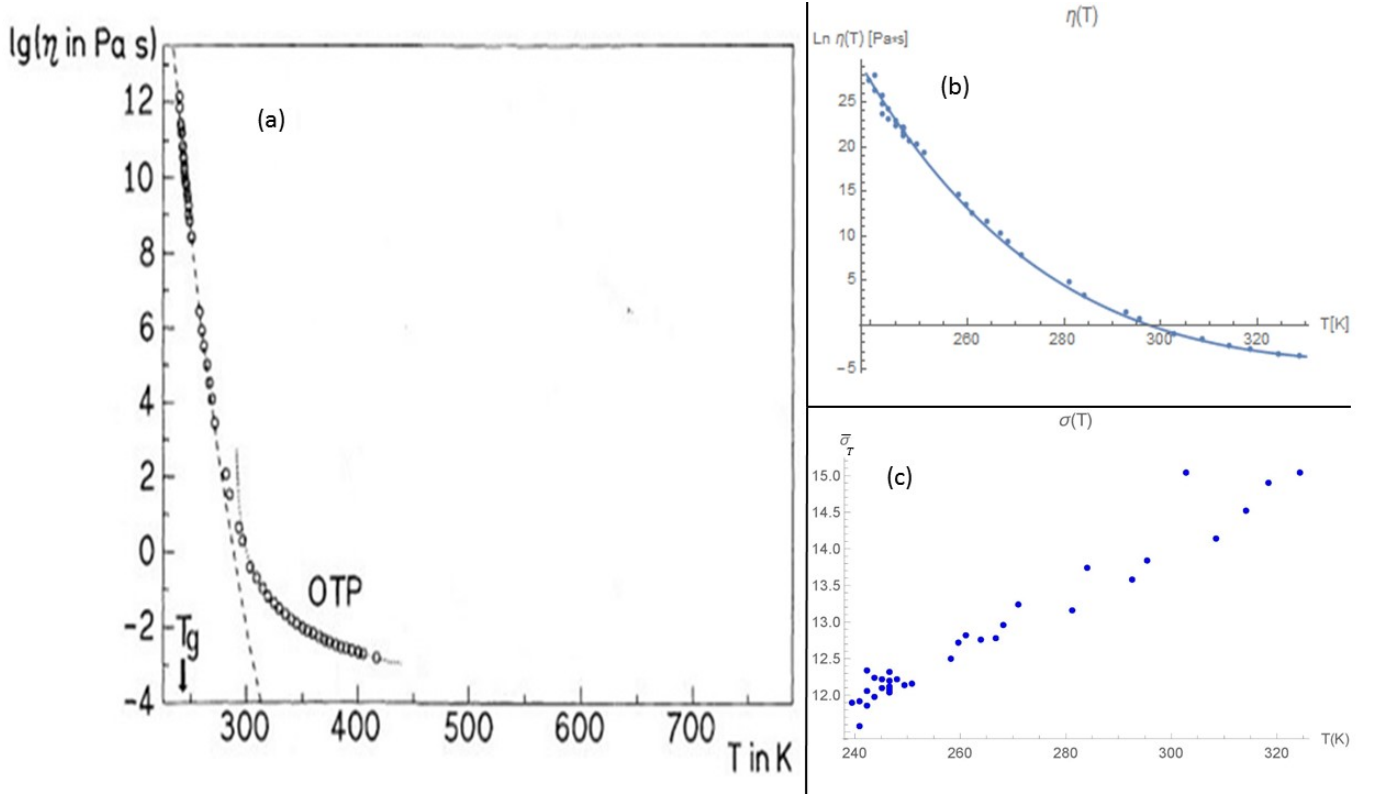 lg(η in Pa s)
(a)
12
10
8
6
4
2
0
-2
-4
Tg
OTP
300 400 500 600 700
T in K
η(T)
Ln η(T) [Pa*s]
(b)
25
20
15
10
5
-5
260 280 300 320
T[K]
σ(T)
σ̅
T
(c)
15.0
14.5
14.0
13.5
13.0
12.5
12.0
240 260 280 300 320
T(K)